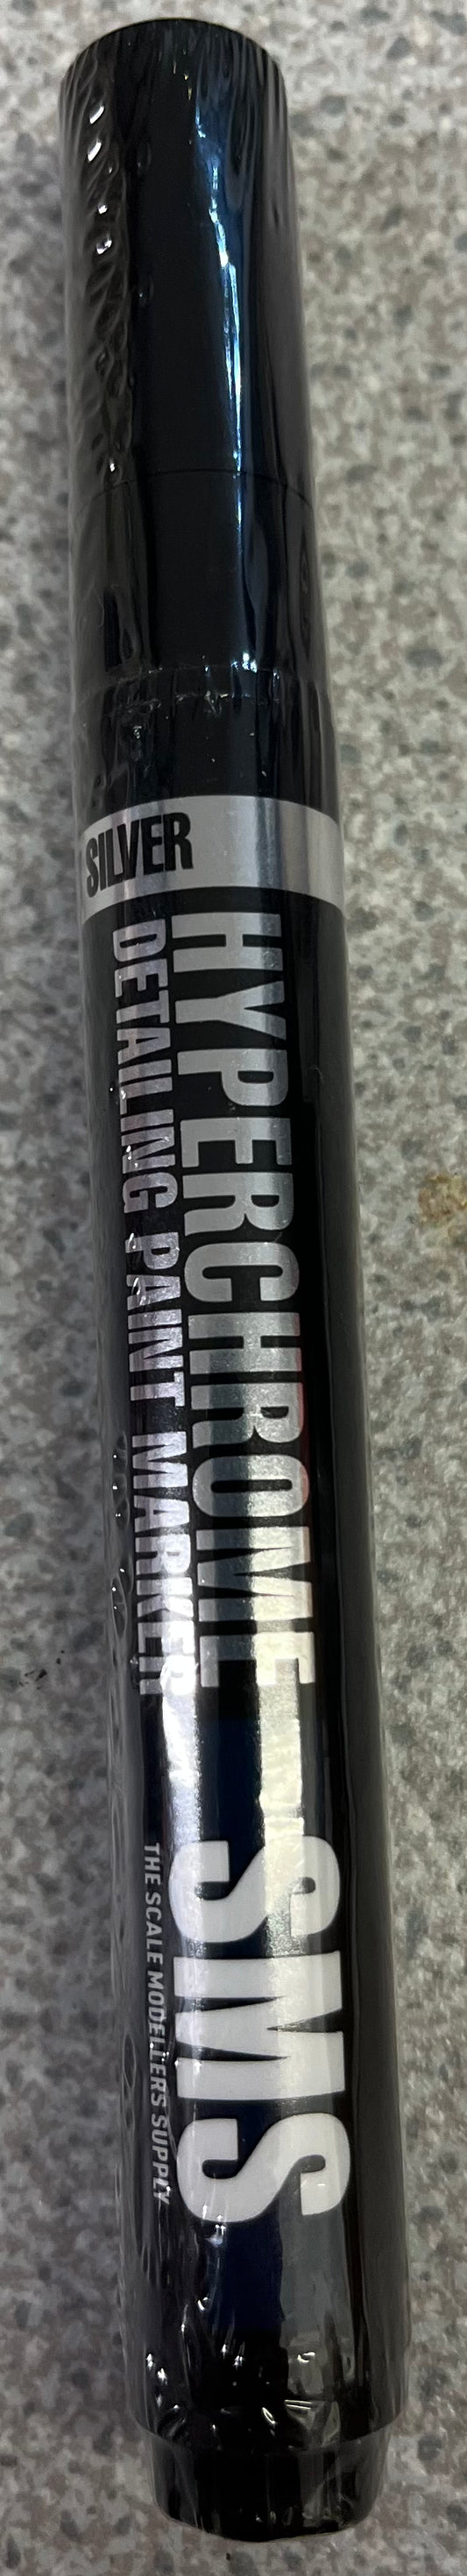 SILVER
HYPERCHROME
DETAILING PAINT MARKER
SMS
THE SCALE MODELLERS SUPPLY